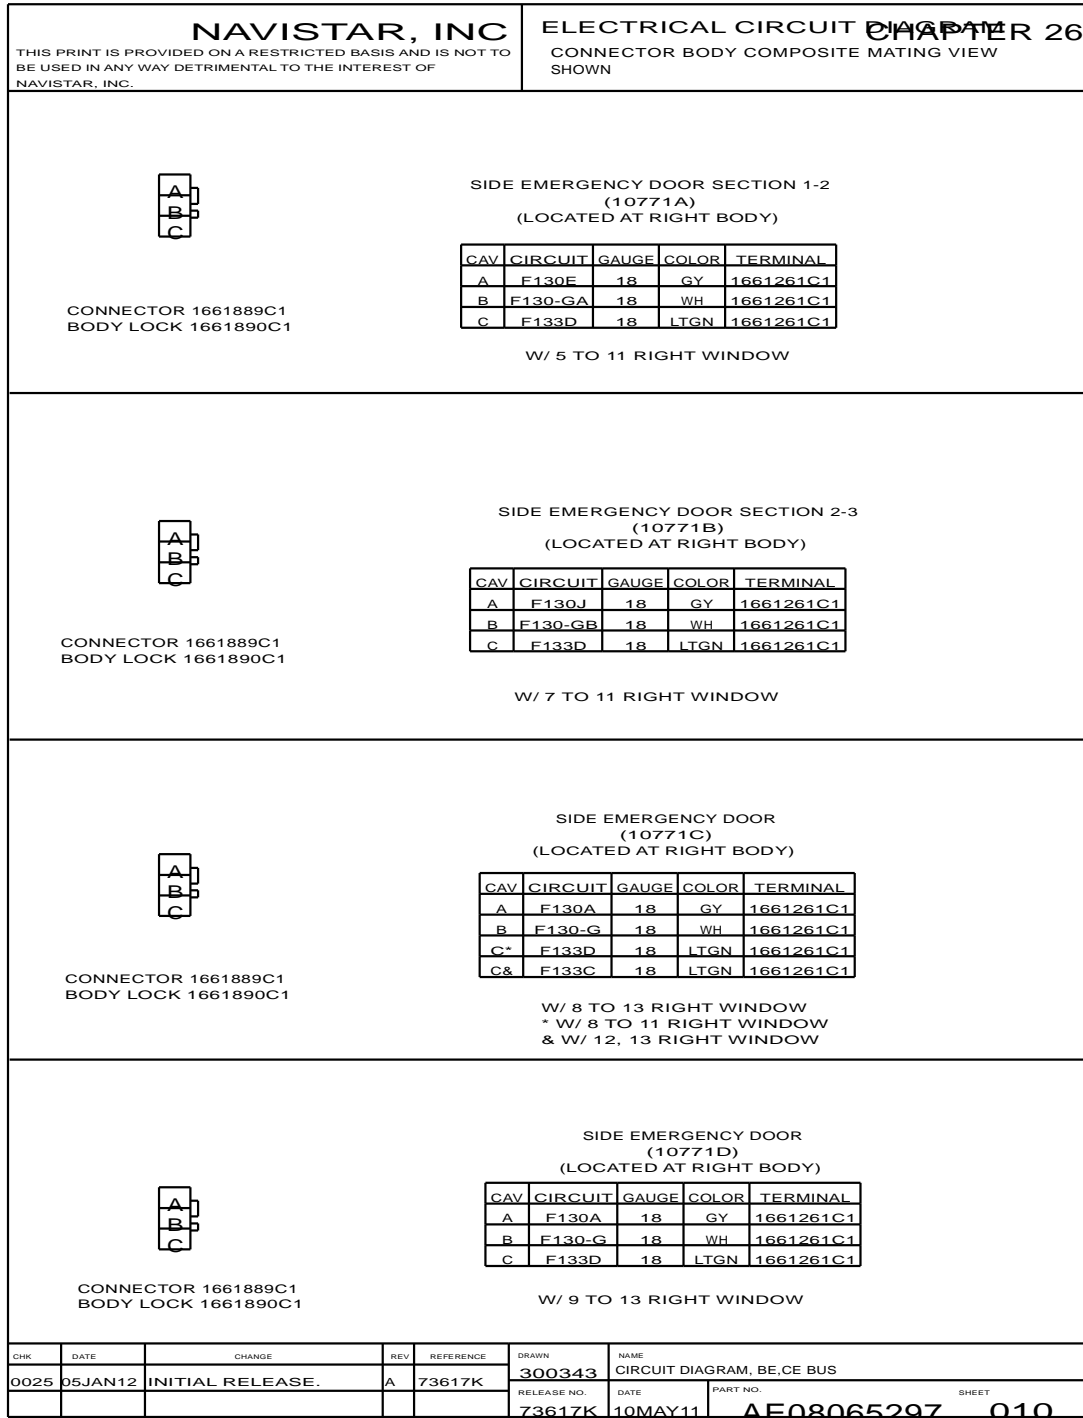 NAVISTAR, INC
THIS PRINT IS PROVIDED ON A RESTRICTED BASIS AND IS NOT TO
BE USED IN ANY WAY DETRIMENTAL TO THE INTEREST OF
NAVISTAR, INC.
ELECTRICAL CIRCUIT DIAGRAM
CHAPTER 26
CONNECTOR BODY COMPOSITE MATING VIEW
SHOWN
A
B
C
CONNECTOR 1661889C1
BODY LOCK 1661890C1
SIDE EMERGENCY DOOR SECTION 1-2
(10771A)
(LOCATED AT RIGHT BODY)
CAV CIRCUIT GAUGE COLOR TERMINAL
A F130E 18 GY 1661261C1
B F130-GA 18 WH 1661261C1
C F133D 18 LTGN 1661261C1
W/ 5 TO 11 RIGHT WINDOW
A
B
C
CONNECTOR 1661889C1
BODY LOCK 1661890C1
SIDE EMERGENCY DOOR SECTION 2-3
(10771B)
(LOCATED AT RIGHT BODY)
CAV CIRCUIT GAUGE COLOR TERMINAL
A F130J 18 GY 1661261C1
B F130-GB 18 WH 1661261C1
C F133D 18 LTGN 1661261C1
W/ 7 TO 11 RIGHT WINDOW
A
B
C
CONNECTOR 1661889C1
BODY LOCK 1661890C1
SIDE EMERGENCY DOOR
(10771C)
(LOCATED AT RIGHT BODY)
CAV CIRCUIT GAUGE COLOR TERMINAL
A F130A 18 GY 1661261C1
B F130-G 18 WH 1661261C1
C* F133D 18 LTGN 1661261C1
C& F133C 18 LTGN 1661261C1
W/ 8 TO 13 RIGHT WINDOW
* W/ 8 TO 11 RIGHT WINDOW
& W/ 12, 13 RIGHT WINDOW
A
B
C
CONNECTOR 1661889C1
BODY LOCK 1661890C1
SIDE EMERGENCY DOOR
(10771D)
(LOCATED AT RIGHT BODY)
CAV CIRCUIT GAUGE COLOR TERMINAL
A F130A 18 GY 1661261C1
B F130-G 18 WH 1661261C1
C F133D 18 LTGN 1661261C1
W/ 9 TO 13 RIGHT WINDOW
CHK DATE CHANGE REV REFERENCE
0025 05JAN12 INITIAL RELEASE. A 73617K
DRAWN
300343
NAME
CIRCUIT DIAGRAM, BE,CE BUS
RELEASE NO.
73617K
DATE
10MAY11
PART NO.
AE08065297
SHEET
010